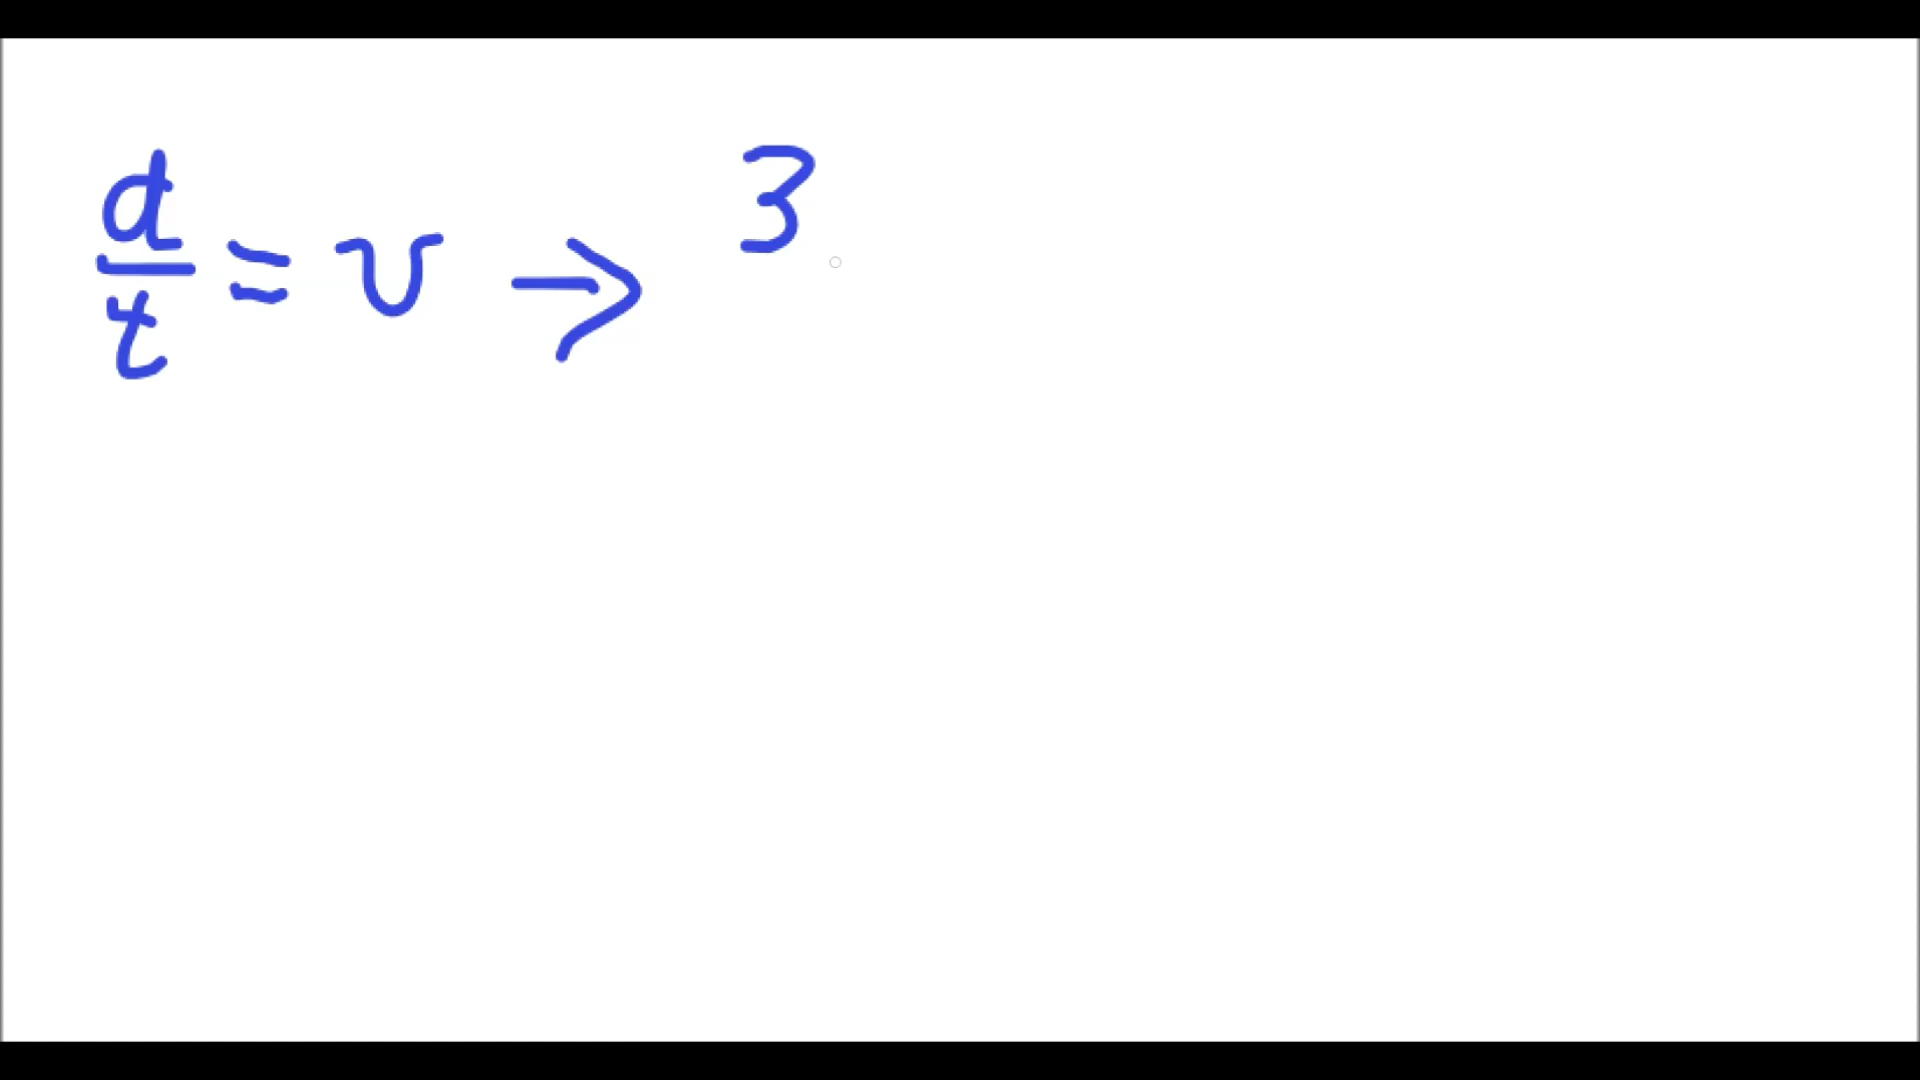 d/t = v → 3